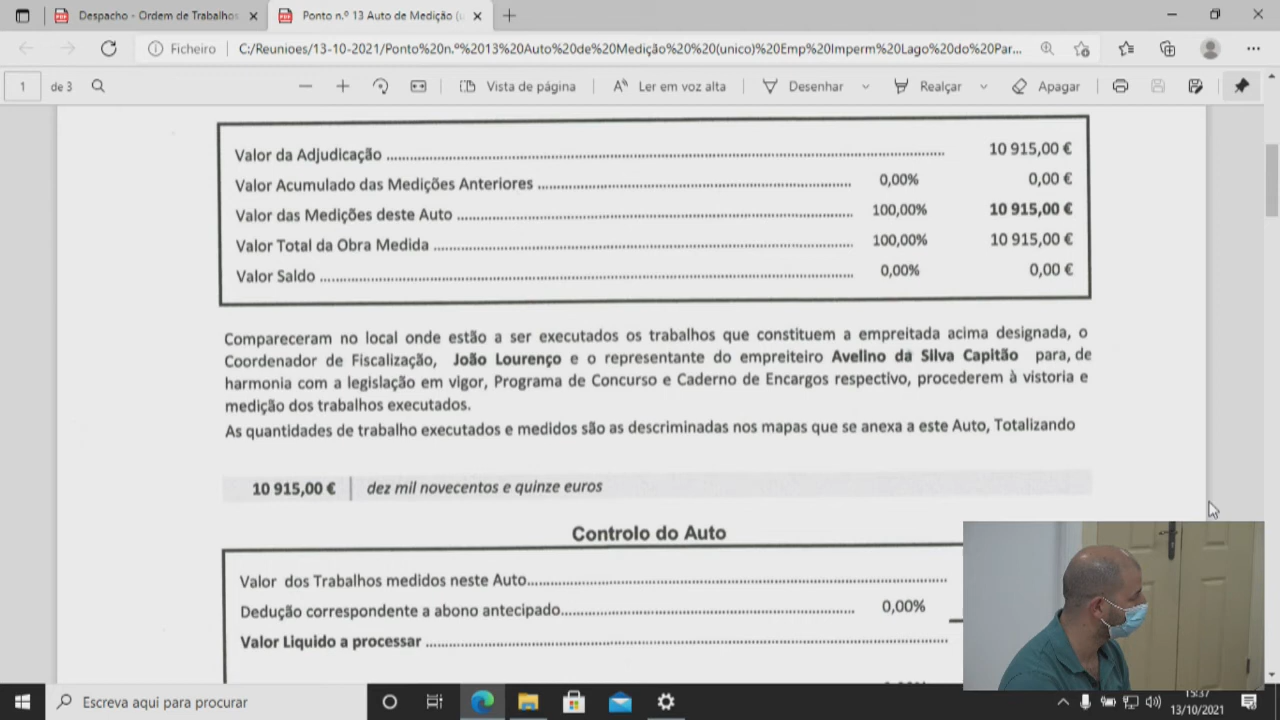 Despacho - Ordem de Trabalhos
Ponto n.º 13 Auto de Medição (u
Ficheiro
C:/Reunioes/13-10-2021/Ponto%20n.º%2013%20Auto%20de%20Medição%20%20(unico)%20Emp%20Imperm%20Lago%20do%20Par...
1 de 3
Vista de página
Ler em voz alta
Desenhar
Realçar
Apagar
Valor da Adjudicação 10 915,00 €
Valor Acumulado das Medições Anteriores 0,00% 0,00 €
Valor das Medições deste Auto 100,00% 10 915,00 €
Valor Total da Obra Medida 100,00% 10 915,00 €
Valor Saldo 0,00% 0,00 €
Compareceram no local onde estão a ser executados os trabalhos que constituem a empreitada acima designada, o
Coordenador de Fiscalização, João Lourenço e o representante do empreiteiro Avelino da Silva Capitão para, de
harmonia com a legislação em vigor, Programa de Concurso e Caderno de Encargos respectivo, procederem à vistoria e
medição dos trabalhos executados.
As quantidades de trabalho executados e medidos são as descriminadas nos mapas que se anexa a este Auto, Totalizando
10 915,00 € | dez mil novecentos e quinze euros
Controlo do Auto
Valor dos Trabalhos medidos neste Auto
Dedução correspondente a abono antecipado 0,00%
Valor Liquido a processar
Escreva aqui para procurar
15:37
13/10/2021